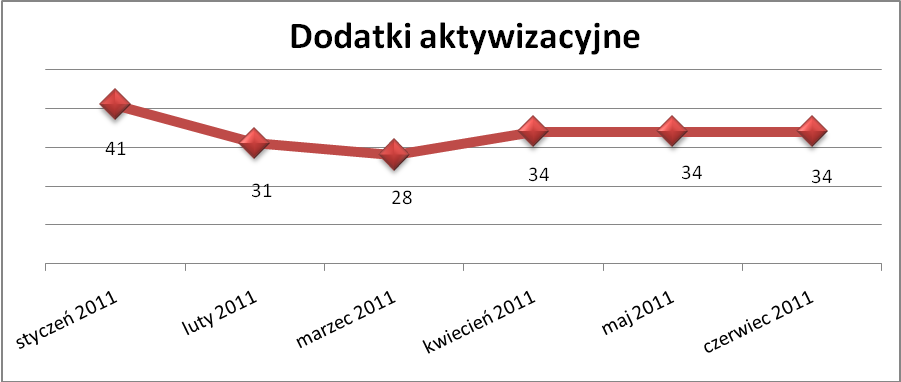 Dodatki aktywizacyjne
41
31
28
34
34
34
styczeń 2011
luty 2011
marzec 2011
kwiecień 2011
maj 2011
czerwiec 2011